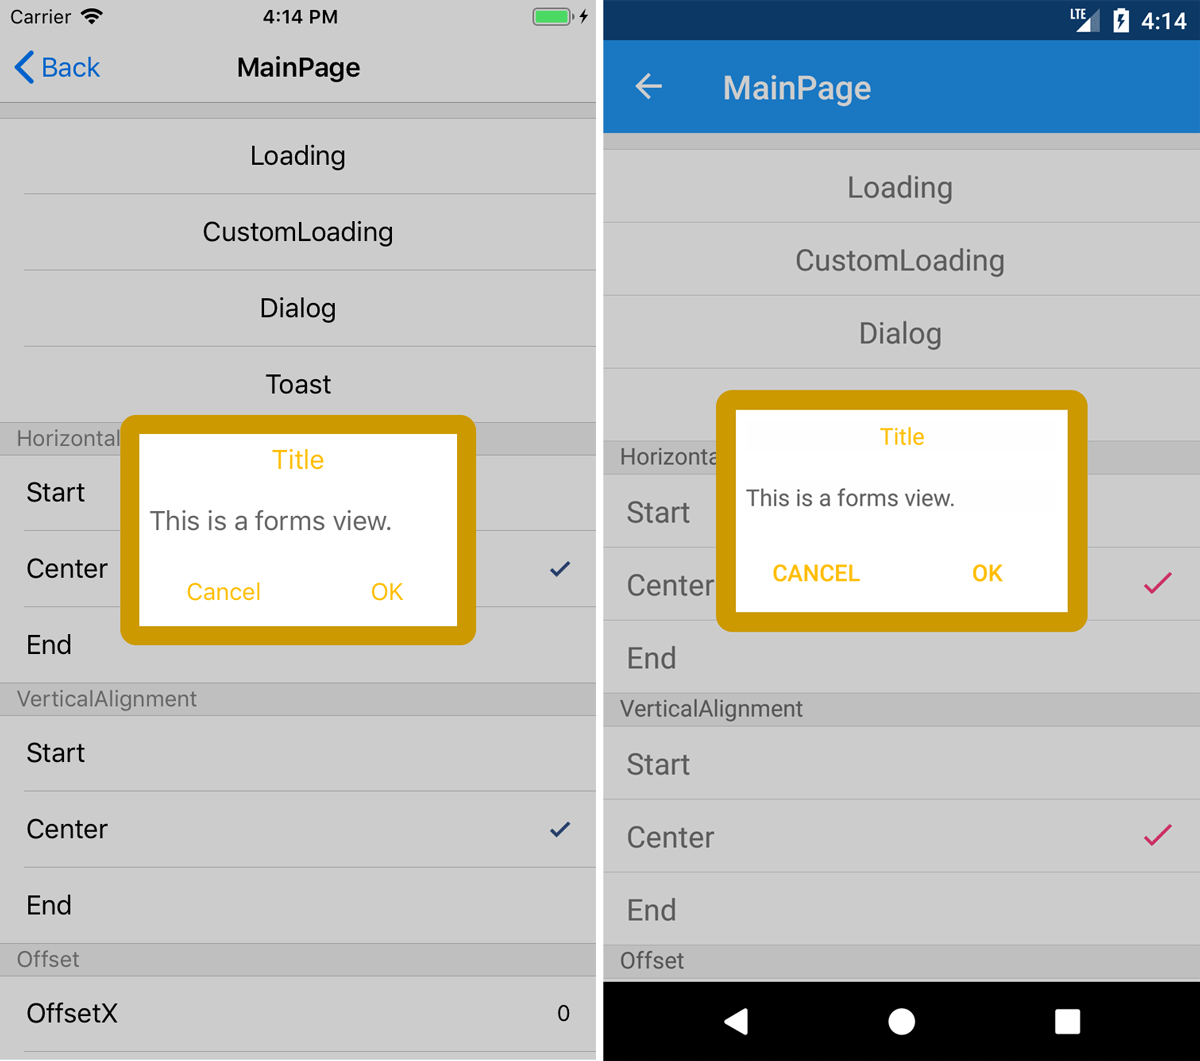 Carrier 4:14 PM
Back MainPage
Loading
CustomLoading
Dialog
Toast
Horizontal
Title
Start
This is a forms view.
Center
Cancel OK
End
VerticalAlignment
Start
Center
End
Offset
OffsetX 0
LTE 4:14
MainPage
Loading
CustomLoading
Dialog
Title
Horizonta
This is a forms view.
Start
CANCEL OK
Center
End
VerticalAlignment
Start
Center
End
Offset